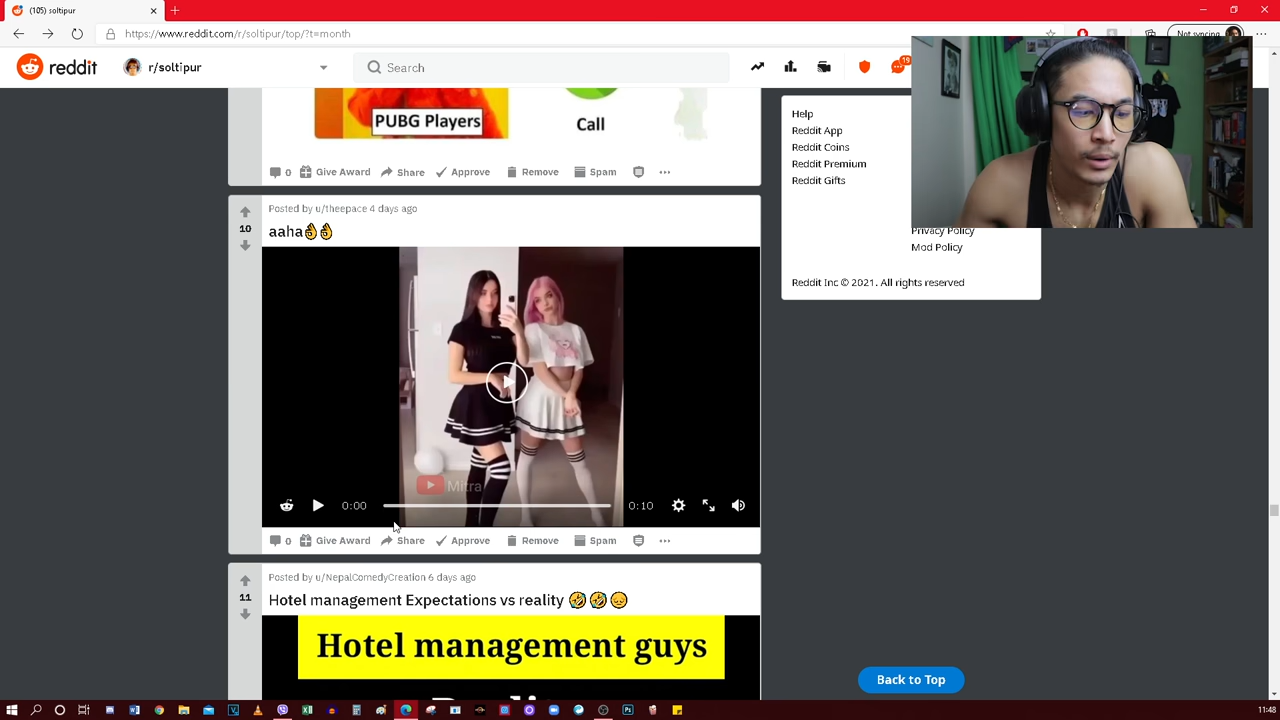 (105) soltipur
https://www.reddit.com/r/soltipur/top/?t=month
Not syncing
reddit
r/soltipur
Search
19
PUBG Players
Call
0 Give Award Share Approve Remove Spam
Help
Reddit App
Reddit Coins
Reddit Premium
Reddit Gifts
Privacy Policy
Mod Policy
Reddit Inc © 2021. All rights reserved
10
Posted by u/theepace 4 days ago
aaha👌👌
Mitra
0:00
0:10
0 Give Award Share Approve Remove Spam
11
Posted by u/NepalComedyCreation 6 days ago
Hotel management Expectations vs reality 🤣🤣😞
Hotel management guys
Back to Top
11:48